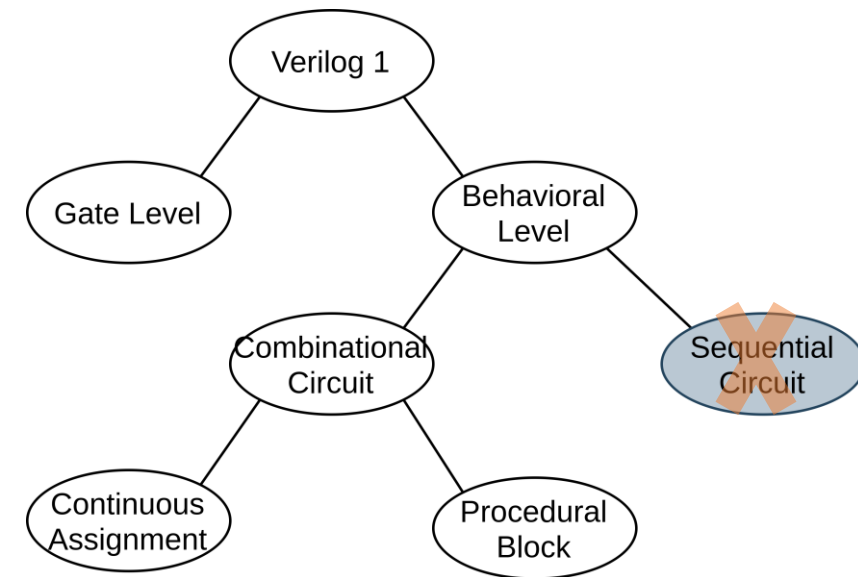 Verilog 1
Gate Level
Behavioral
Level
Combinational
Circuit
Sequential
Circuit
Continuous
Assignment
Procedural
Block